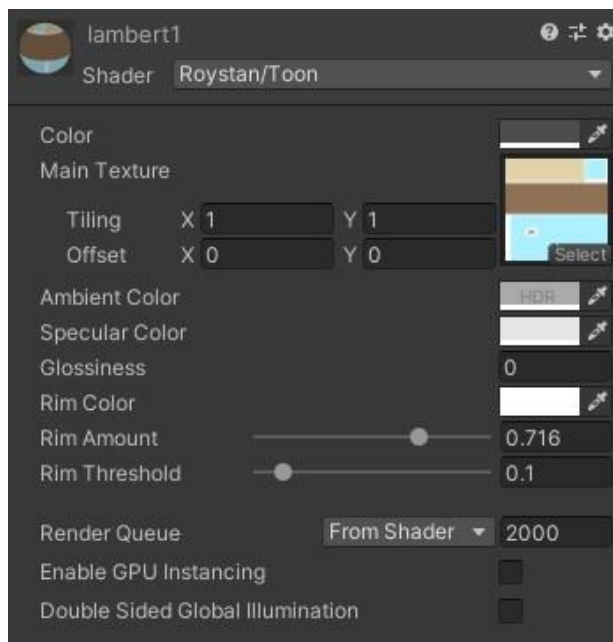 lambert1
Shader Roystan/Toon
Color
Main Texture
Tiling X 1 Y 1
Offset X 0 Y 0
Select
Ambient Color HDR
Specular Color
Glossiness 0
Rim Color
Rim Amount 0.716
Rim Threshold 0.1
Render Queue From Shader 2000
Enable GPU Instancing
Double Sided Global Illumination